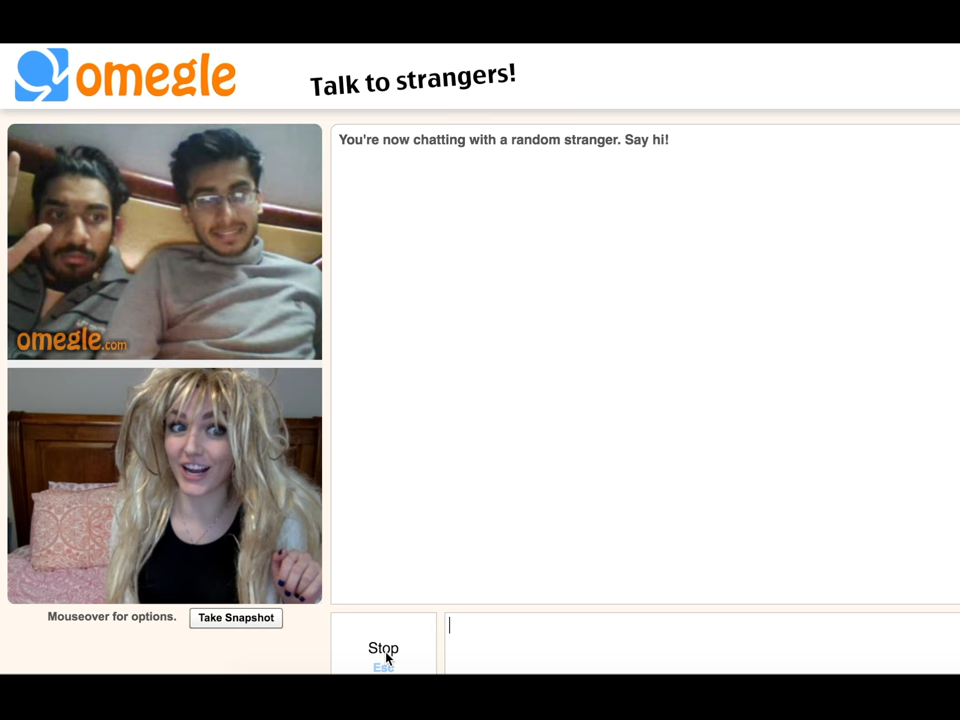 omegle
Talk to strangers!
You're now chatting with a random stranger. Say hi!
omegle.com
Mouseover for options.
Take Snapshot
Stop
Esc